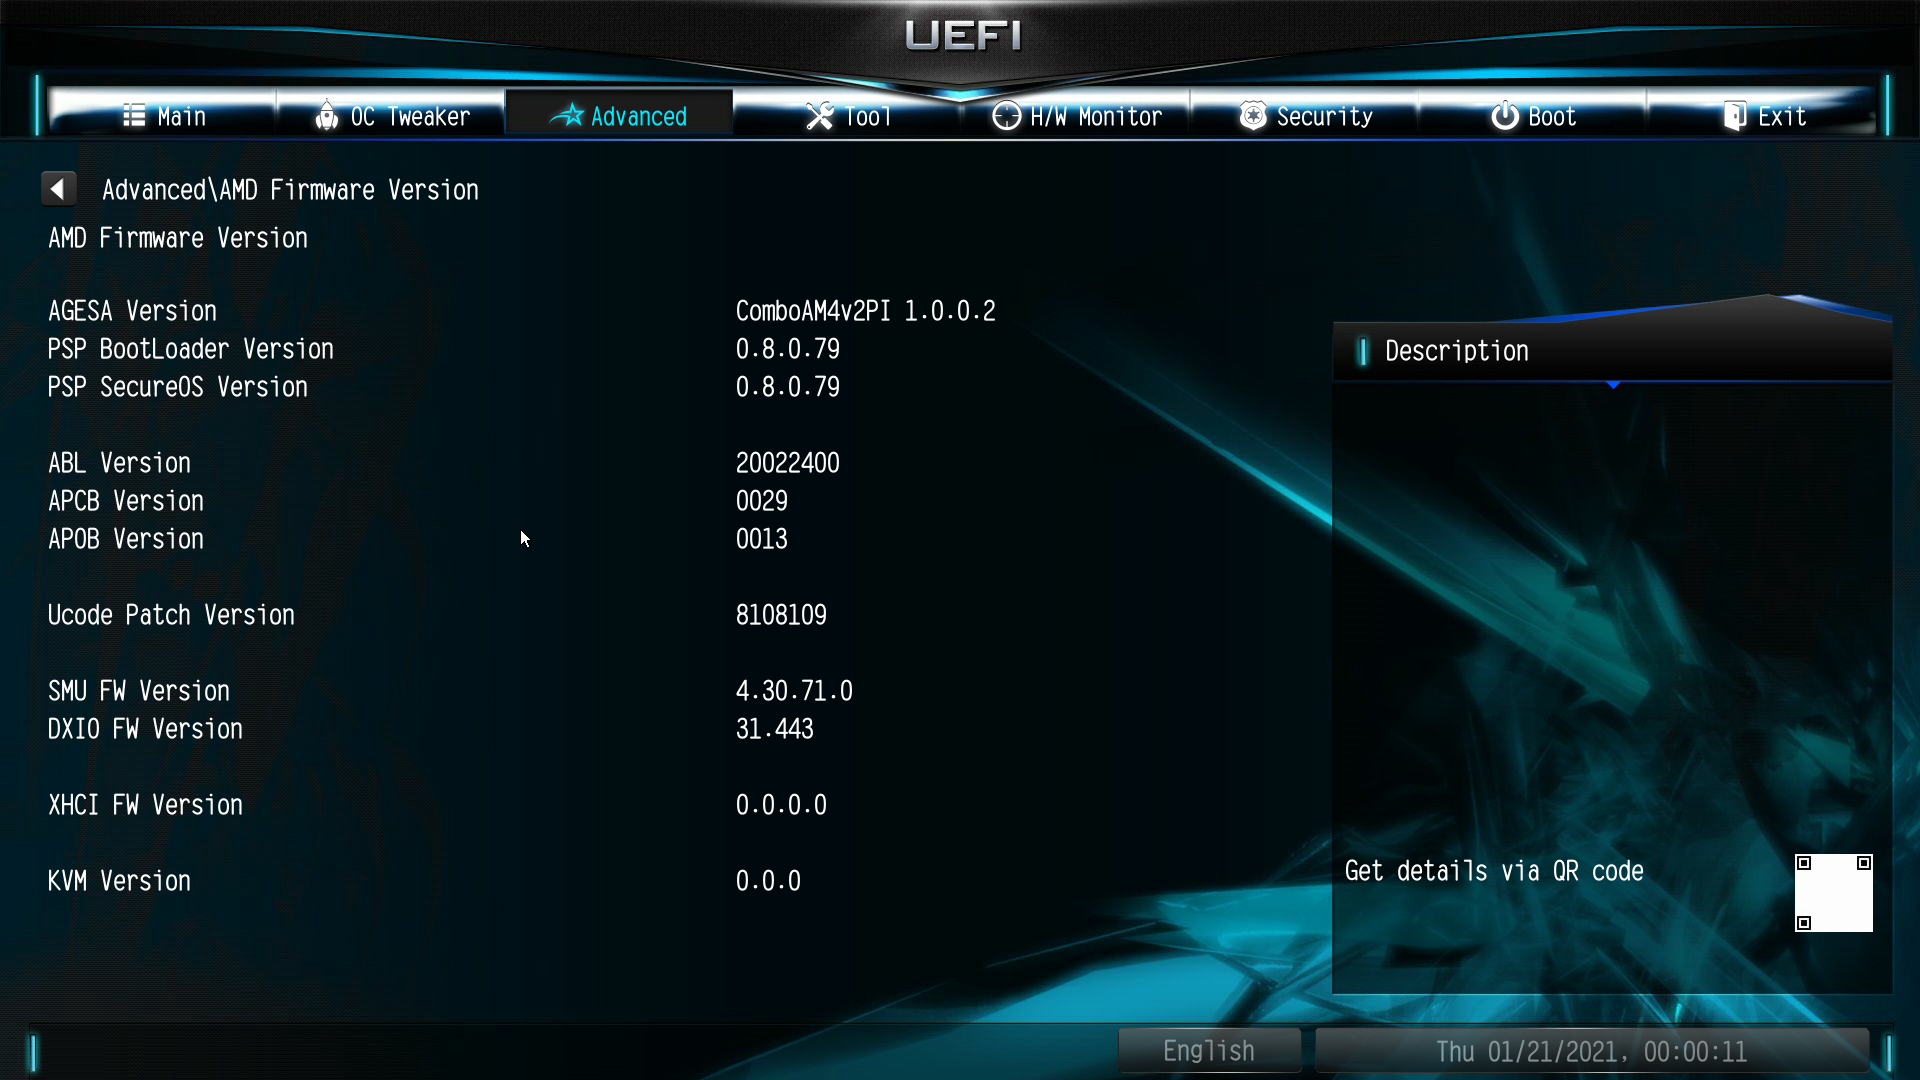 UEFI
Main OC Tweaker Advanced Tool H/W Monitor Security Boot Exit
Advanced\AMD Firmware Version
AMD Firmware Version
AGESA Version ComboAM4v2PI 1.0.0.2
PSP BootLoader Version 0.8.0.79
PSP SecureOS Version 0.8.0.79
ABL Version 20022400
APCB Version 0029
APOB Version 0013
Ucode Patch Version 8108109
SMU FW Version 4.30.71.0
DXIO FW Version 31.443
XHCI FW Version 0.0.0.0
KVM Version 0.0.0
Description
Get details via QR code
English Thu 01/21/2021, 00:00:11